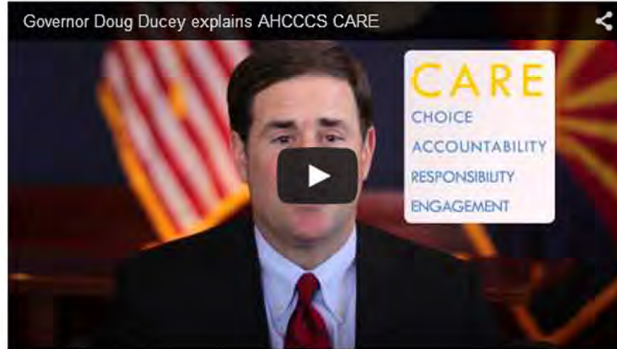 Governor Doug Ducey explains AHCCCS CARE
CARE
CHOICE
ACCOUNTABILITY
RESPONSIBILITY
ENGAGEMENT